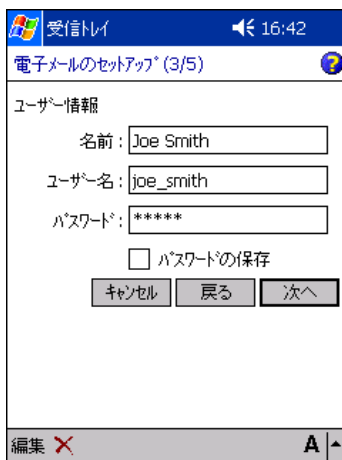 受信ﾄﾚｲ 16:42
電子ﾒｰﾙのｾｯﾄｱｯﾌﾟ(3/5) ?
ﾕｰｻﾞｰ情報
名前 : Joe Smith
ﾕｰｻﾞｰ名 : joe_smith
ﾊﾟｽﾜｰﾄﾞ : *****
ﾊﾟｽﾜｰﾄﾞの保存
ｷｬﾝｾﾙ 戻る 次へ
編集 A